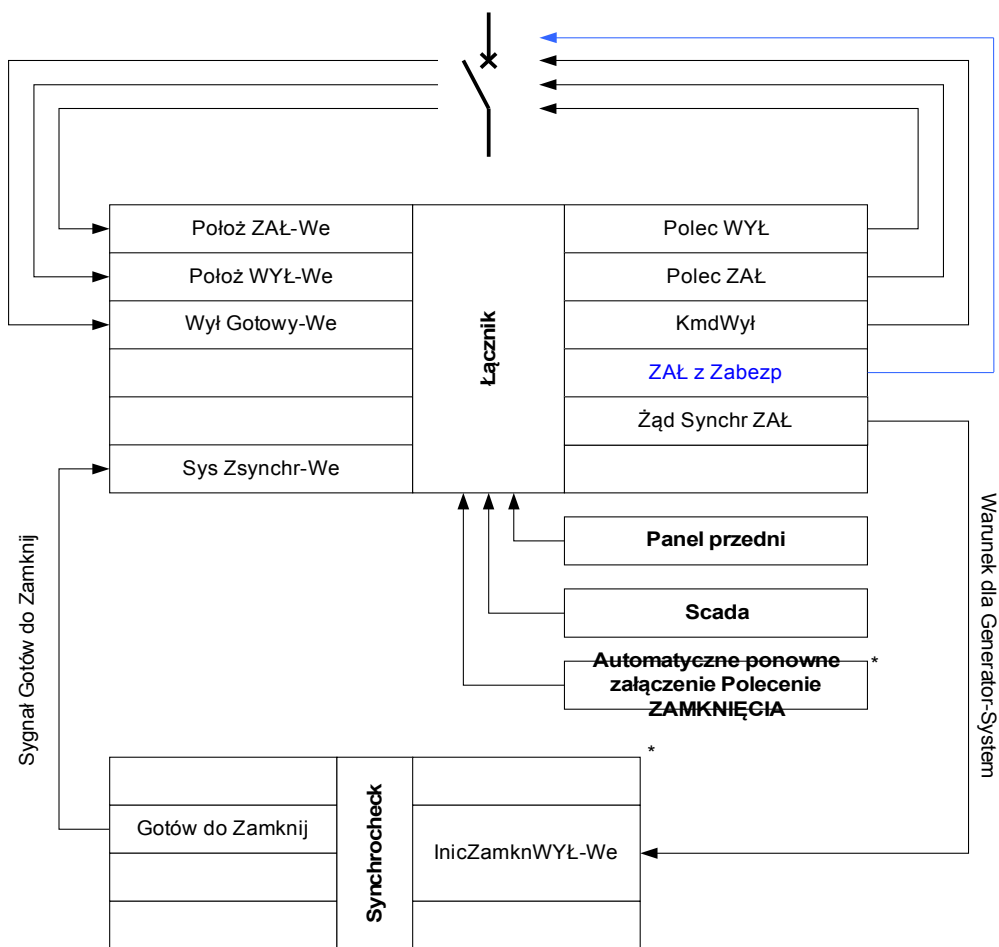 Położ ZAŁ-We
Polec WYŁ
Położ WYŁ-We
Polec ZAŁ
Wył Gotowy-We
KmdWył
Łącznik
ZAŁ z Zabezp
Żąd Synchr ZAŁ
Sys Zsynchr-We
Panel przedni
Scada
Automatyczne ponowne
załączenie Polecenie
ZAMKNIĘCIA
*
Sygnał Gotów do Zamknij
Warunek dla Generator-System
*
Gotów do Zamknij
Synchrocheck
InicZamknWYŁ-We